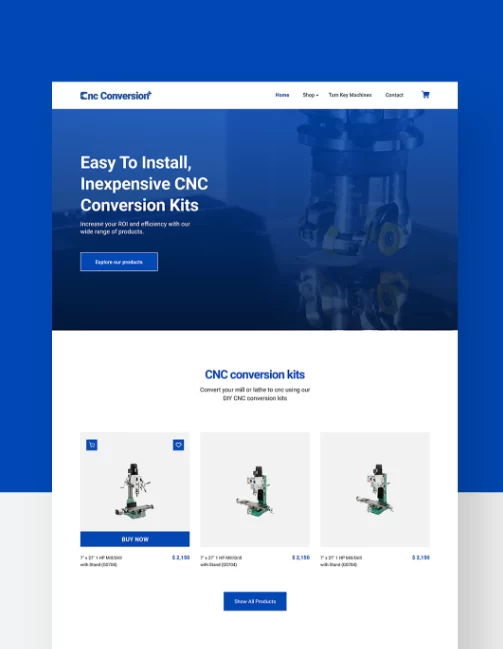 Cnc Conversion
Home Shop Turn Key Machines Contact
Easy To Install,
Inexpensive CNC
Conversion Kits
Increase your ROI and efficiency with our
wide range of products.
Explore our products
CNC conversion kits
Convert your mill or lathe to cnc using our
DIY CNC conversion kits
BUY NOW
7" x 27" 1 HP Mill/Drill $ 2,150
with Stand (G0704)
7" x 27" 1 HP Mill/Drill $ 2,150
with Stand (G0704)
7" x 27" 1 HP Mill/Drill $ 2,150
with Stand (G0704)
Show All Products